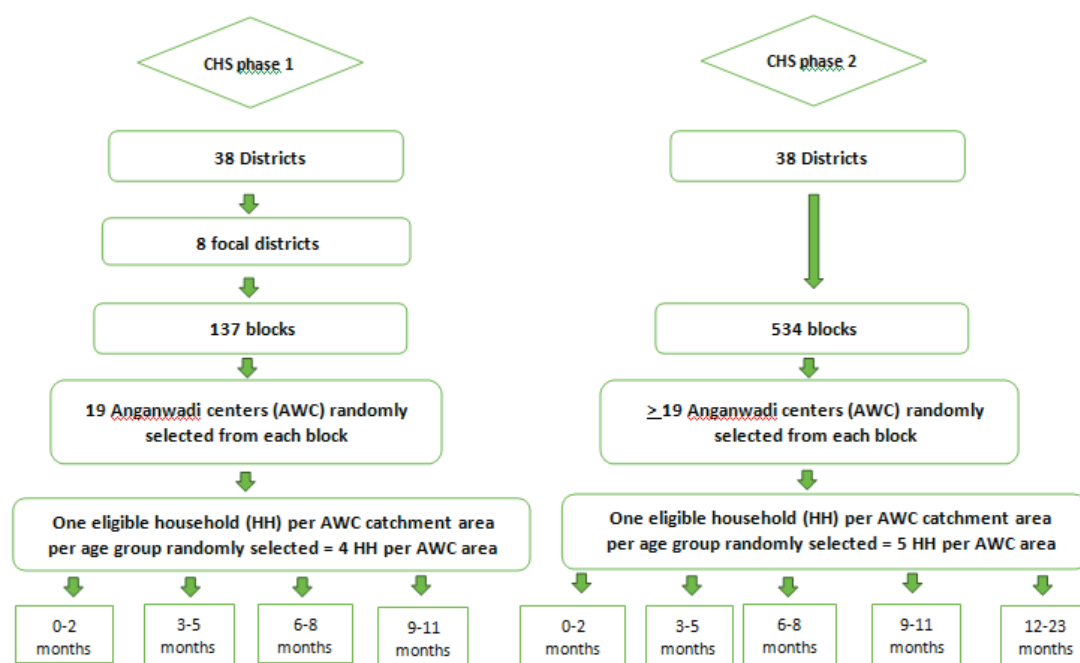 CHS phase 1
38 Districts
8 focal districts
137 blocks
19 Anganwadi centers (AWC) randomly
selected from each block
One eligible household (HH) per AWC catchment area
per age group randomly selected = 4 HH per AWC area
0-2
months
3-5
months
6-8
months
9-11
months
CHS phase 2
38 Districts
534 blocks
> 19 Anganwadi centers (AWC) randomly
selected from each block
One eligible household (HH) per AWC catchment area
per age group randomly selected = 5 HH per AWC area
0-2
months
3-5
months
6-8
months
9-11
months
12-23
months